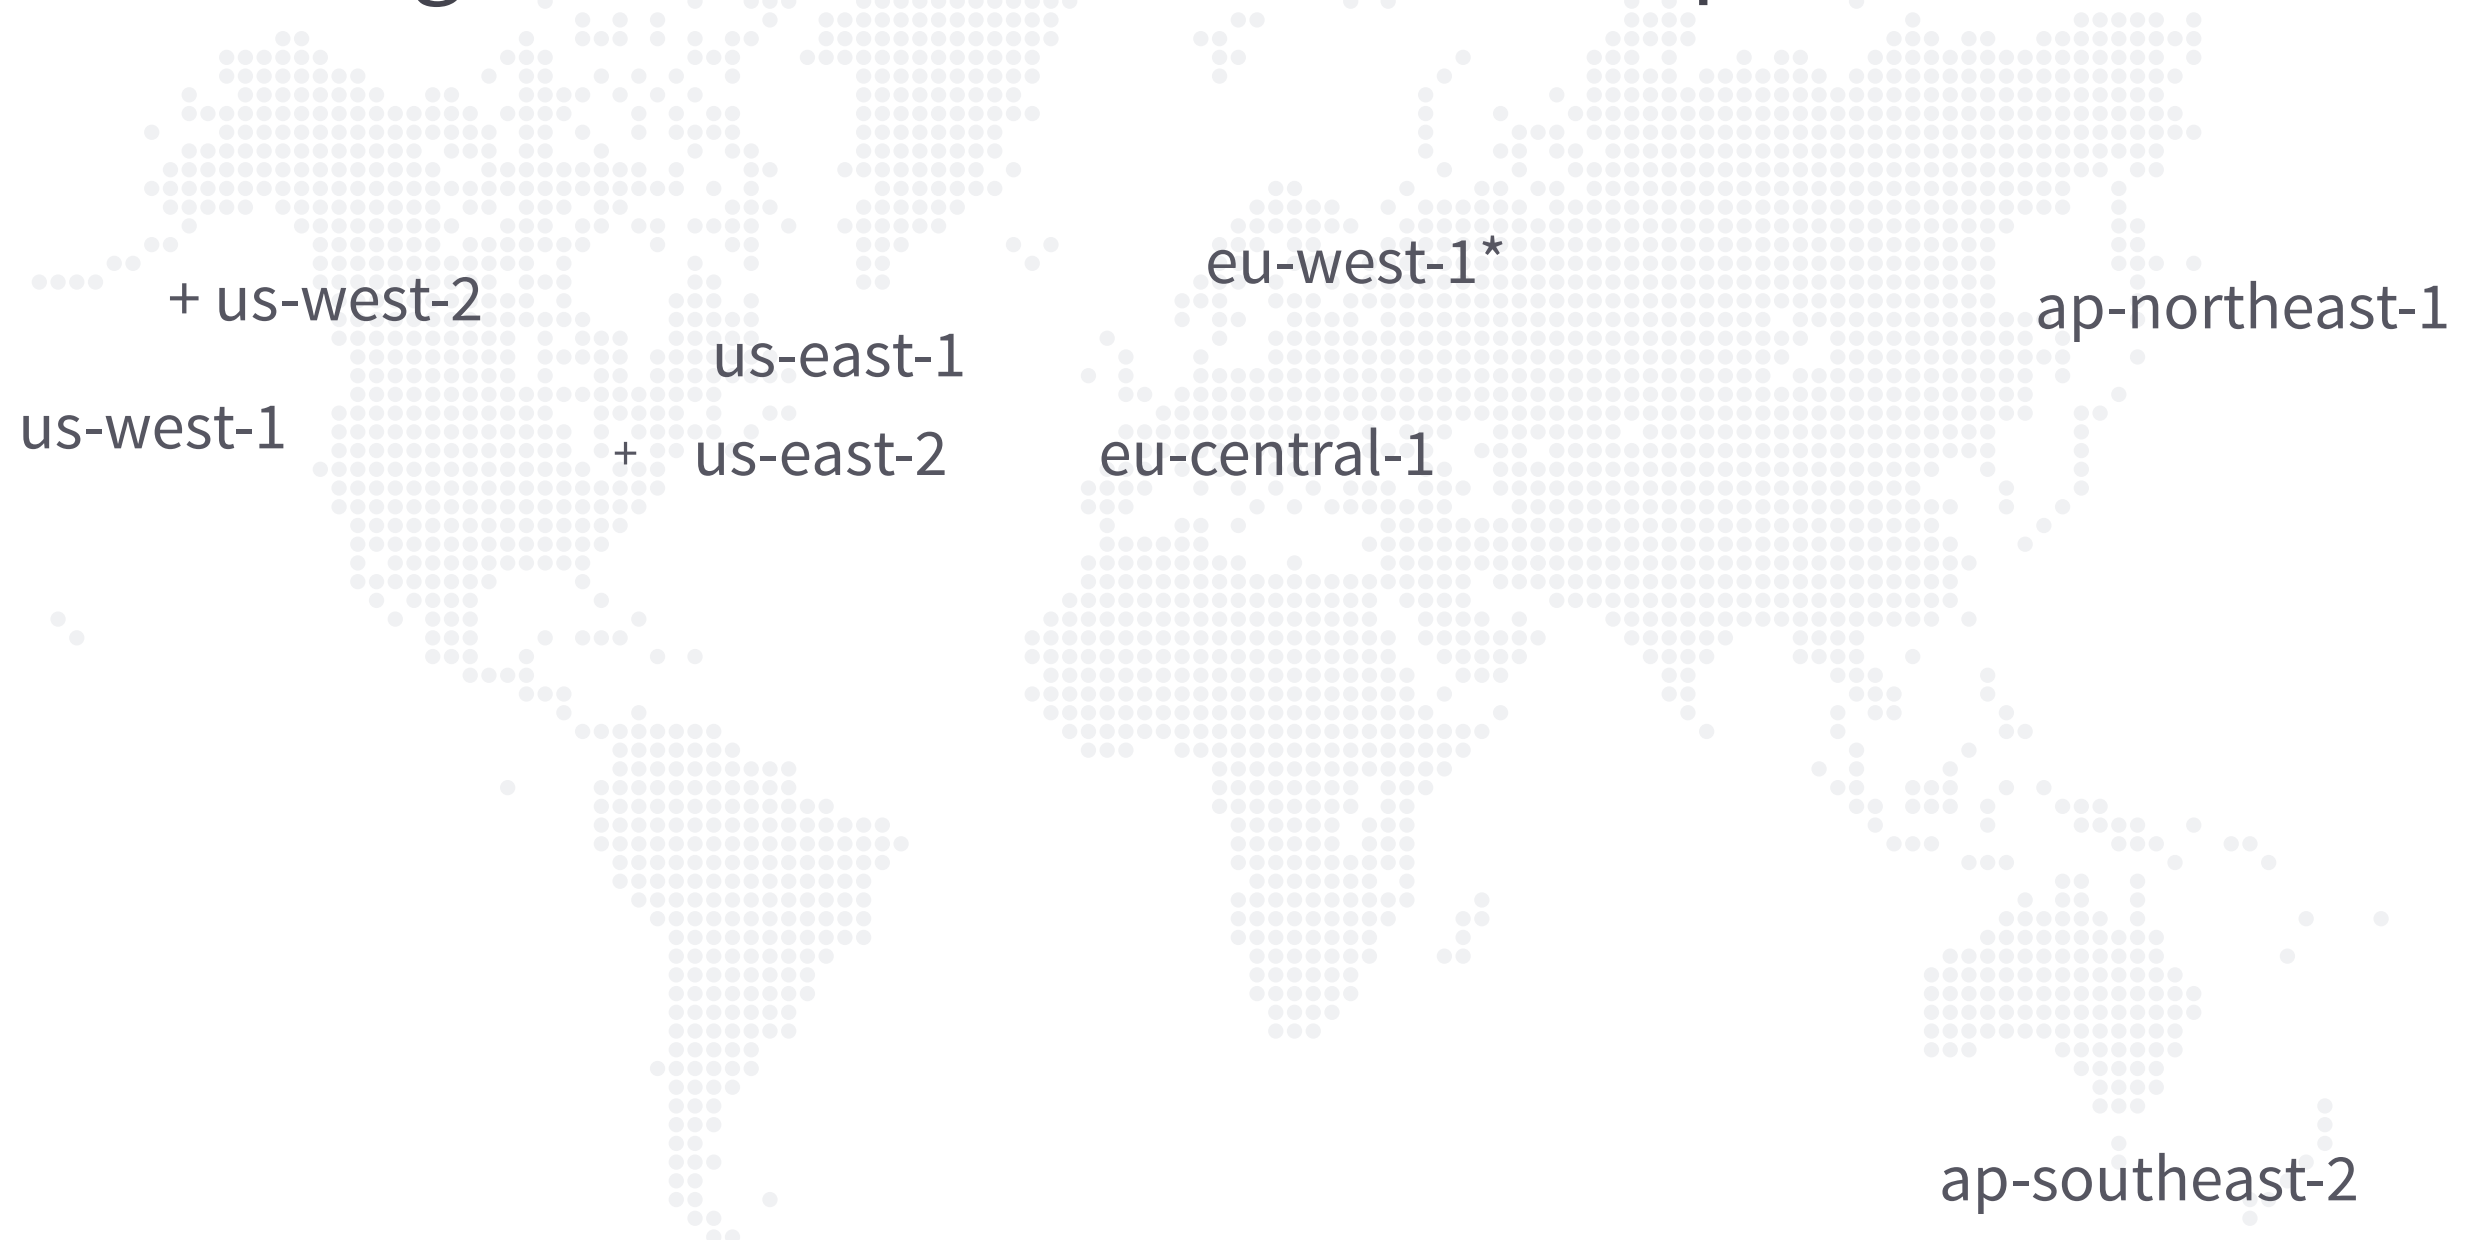 eu-west-1*
+ us-west-2
ap-northeast-1
us-east-1
us-west-1
+ us-east-2
eu-central-1
ap-southeast-2